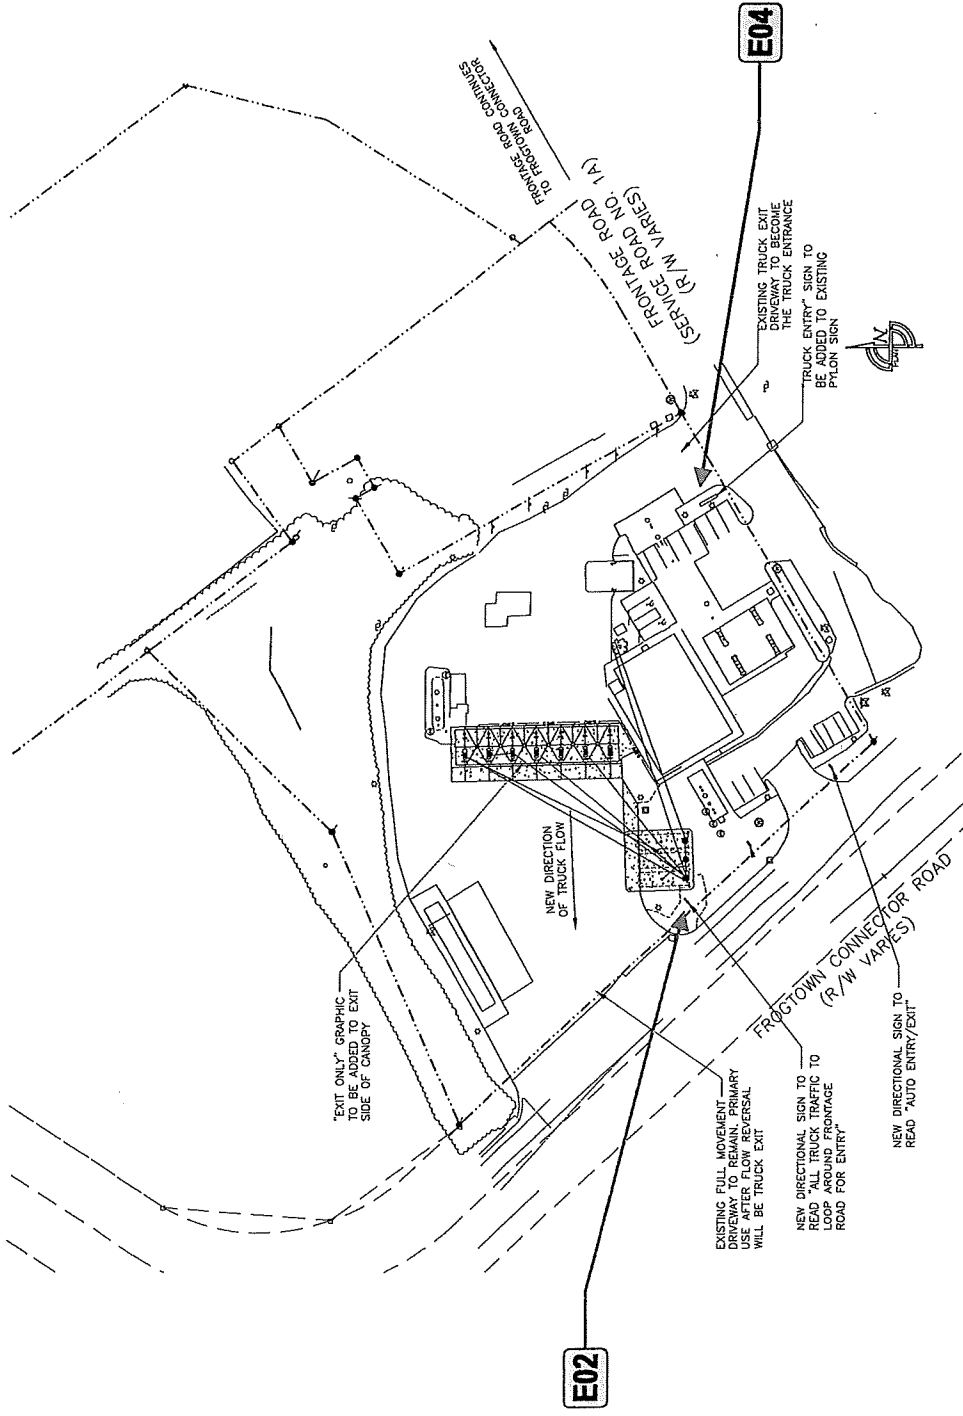 E04
FRONTAGE ROAD CONTINUES
TO FROGTOWN CONNECTOR
ROAD
FRONTAGE ROAD
(SERVICE ROAD NO. 1A)
(R/W VARIES)
EXISTING TRUCK EXIT
DRIVEWAY TO BECOME
THE TRUCK ENTRANCE
TRUCK ENTRY" SIGN TO
BE ADDED TO EXISTING
PYLON SIGN
N
"EXIT ONLY" GRAPHIC
TO BE ADDED TO EXIT
SIDE OF CANOPY
NEW DIRECTION
OF TRUCK FLOW
FROGTOWN CONNECTOR ROAD
(R/W VARIES)
EXISTING FULL MOVEMENT
DRIVEWAY TO REMAIN. PRIMARY
USE AFTER FLOW REVERSAL
WILL BE TRUCK EXIT
NEW DIRECTIONAL SIGN TO
READ "ALL TRUCK TRAFFIC TO
LOOP AROUND FRONTAGE
ROAD FOR ENTRY"
NEW DIRECTIONAL SIGN TO
READ "AUTO ENTRY/EXIT"
E02